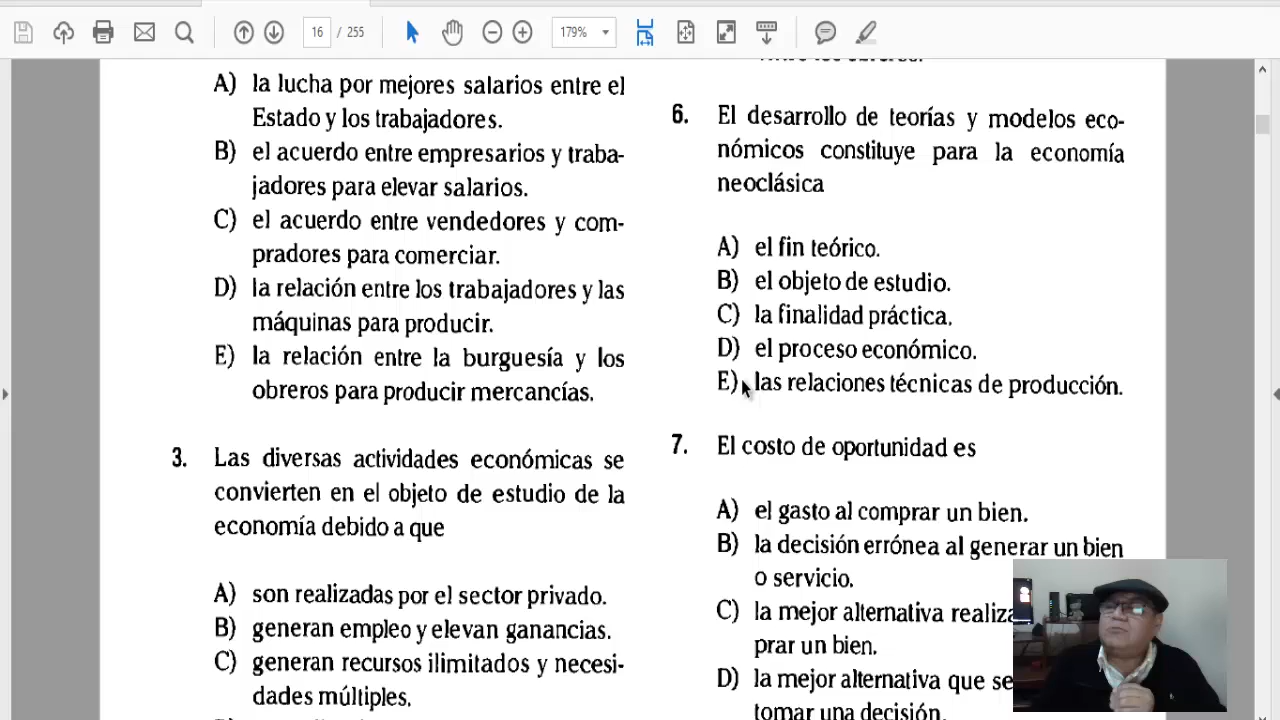 16 / 255
179%
A) la lucha por mejores salarios entre el
Estado y los trabajadores.
B) el acuerdo entre empresarios y traba-
jadores para elevar salarios.
C) el acuerdo entre vendedores y com-
pradores para comerciar.
D) la relación entre los trabajadores y las
máquinas para producir.
E) la relación entre la burguesía y los
obreros para producir mercancías.
3. Las diversas actividades económicas se
convierten en el objeto de estudio de la
economía debido a que
A) son realizadas por el sector privado.
B) generan empleo y elevan ganancias.
C) generan recursos ilimitados y necesi-
dades múltiples.
6. El desarrollo de teorías y modelos eco-
nómicos constituye para la economía
neoclásica
A) el fin teórico.
B) el objeto de estudio.
C) la finalidad práctica.
D) el proceso económico.
E) las relaciones técnicas de producción.
7. El costo de oportunidad es
A) el gasto al comprar un bien.
B) la decisión errónea al generar un bien
o servicio.
C) la mejor alternativa realiza
prar un bien.
D) la mejor alternativa que se
tomar una decisión.